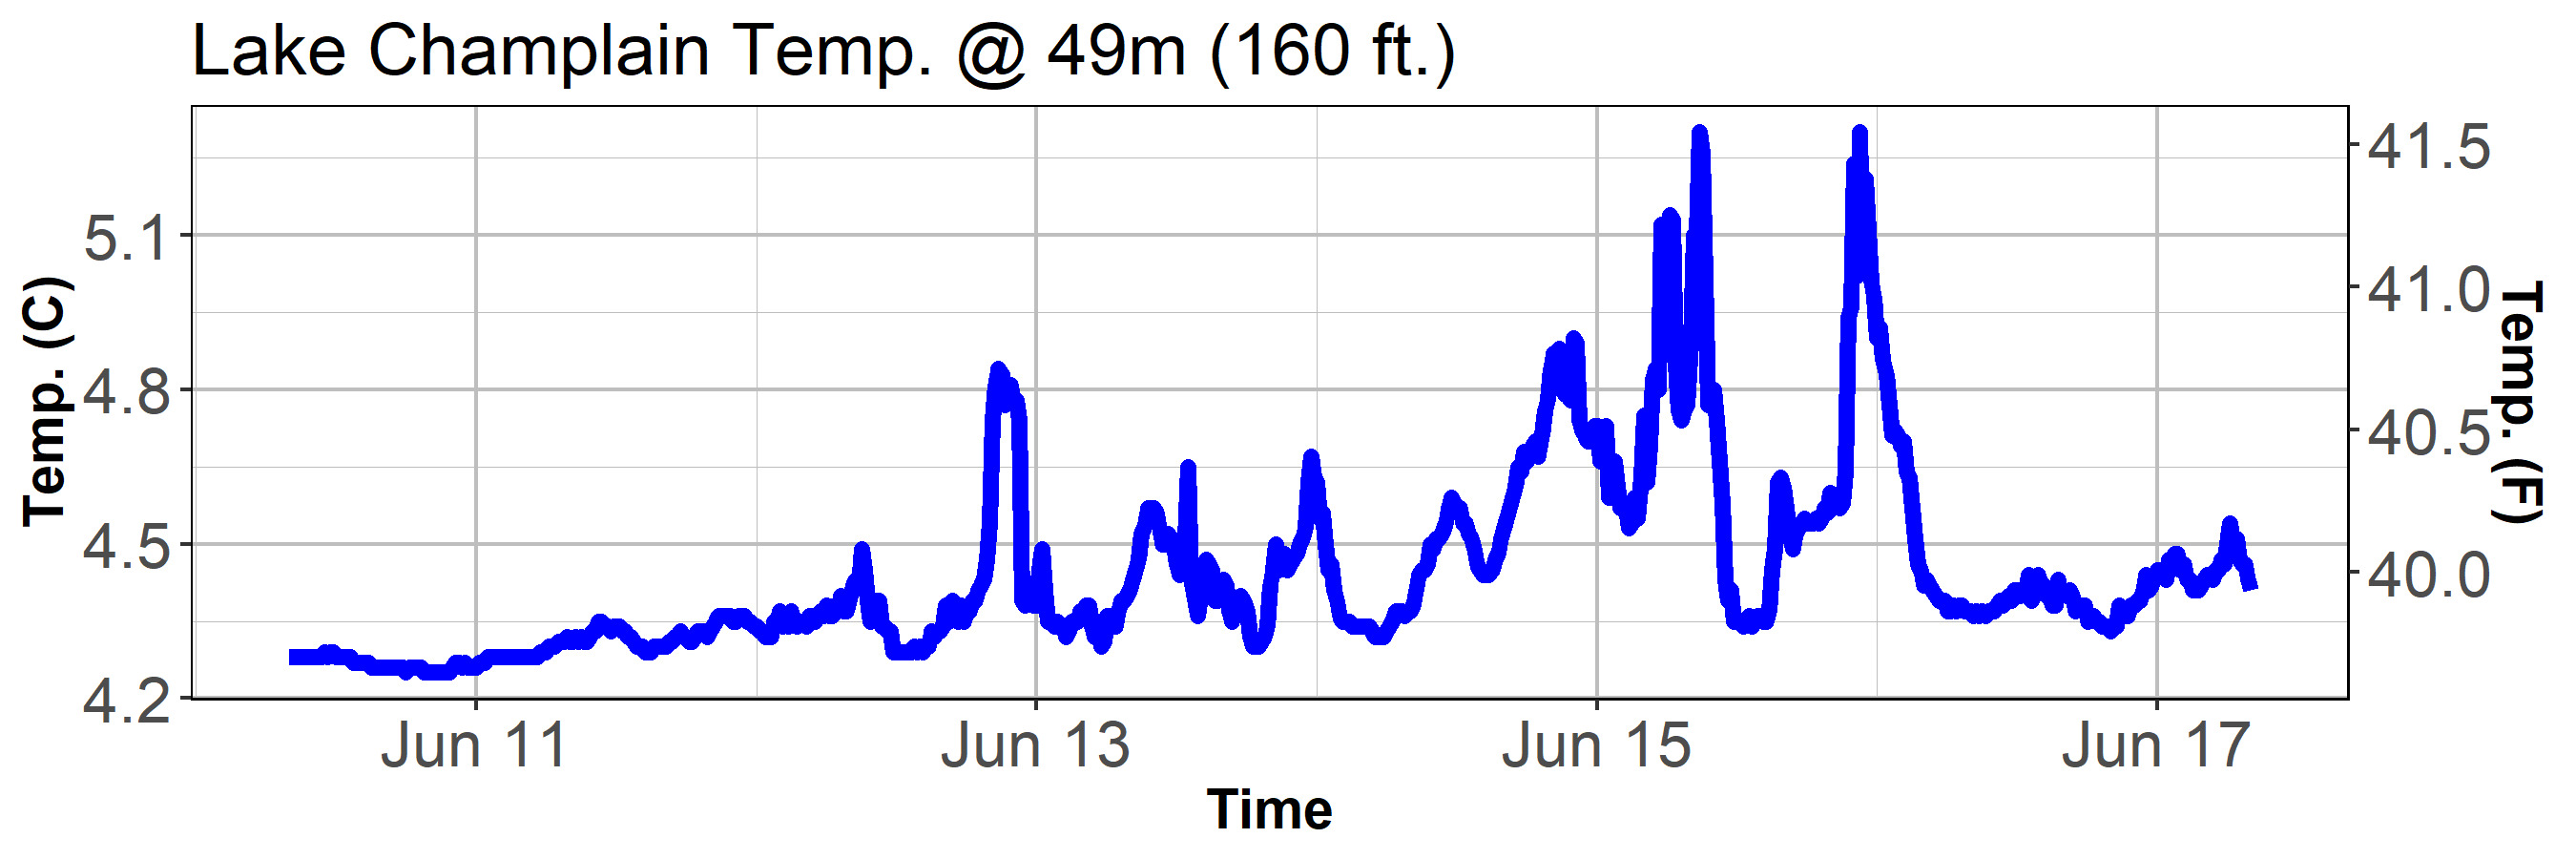 Lake Champlain Temp. @ 49m (160 ft.)
Temp. (C)
5.1
4.8
4.5
4.2
41.5
41.0
40.5
40.0
Temp. (F)
Jun 11
Jun 13
Jun 15
Jun 17
Time